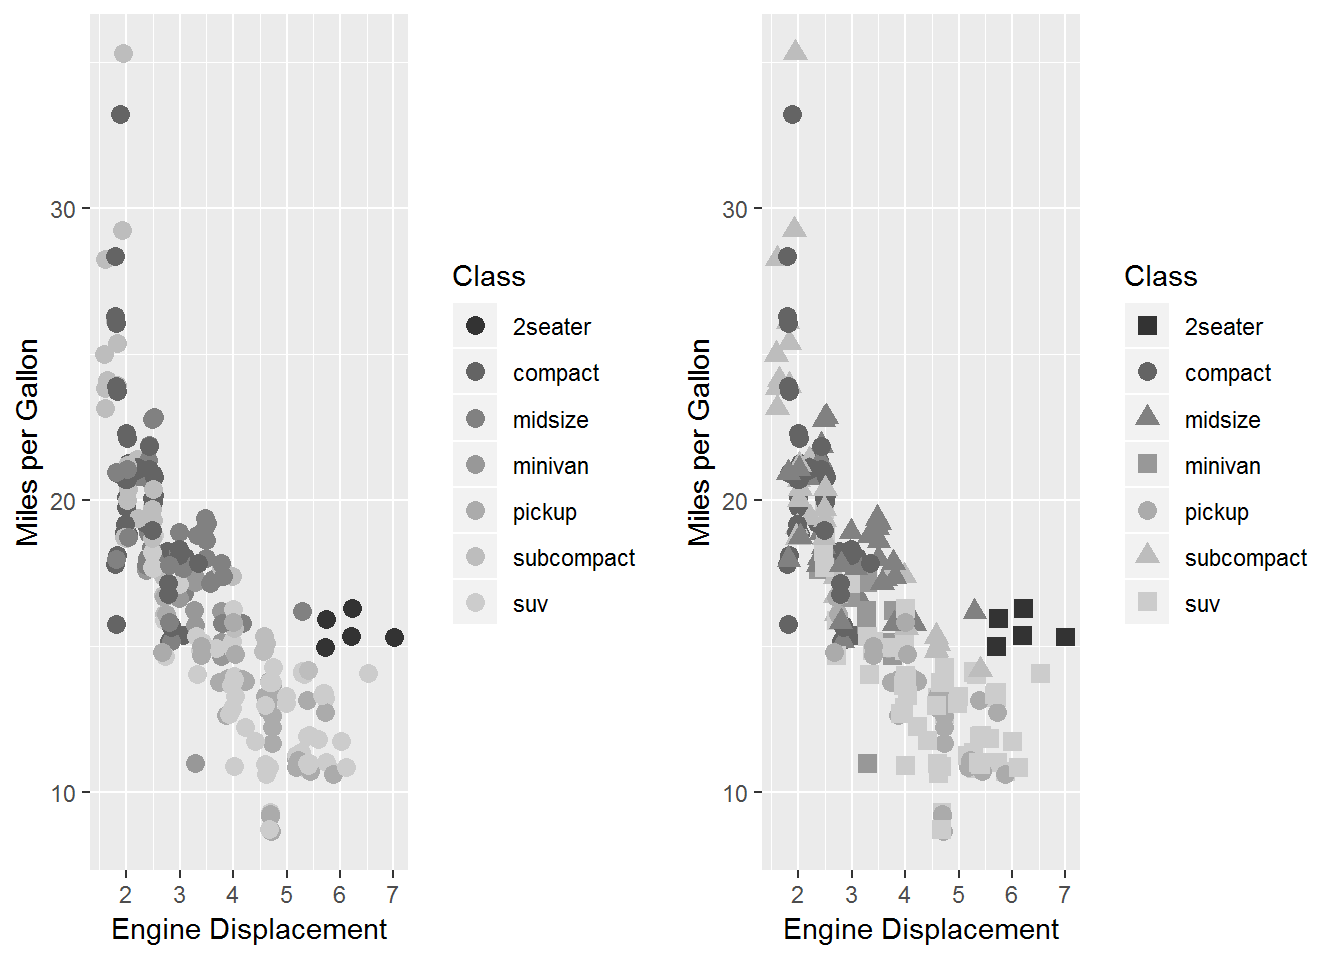 Miles per Gallon
30
20
10
2 3 4 5 6 7
Engine Displacement
Class
2seater
compact
midsize
minivan
pickup
subcompact
suv
Miles per Gallon
30
20
10
2 3 4 5 6 7
Engine Displacement
Class
2seater
compact
midsize
minivan
pickup
subcompact
suv